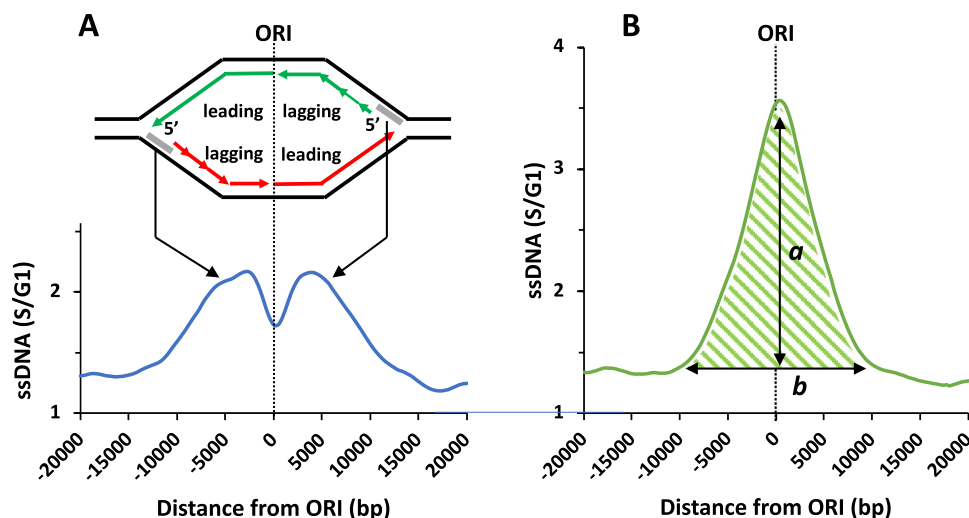 A
ORI
leading
lagging
5’
5’
lagging
leading
ssDNA (S/G1)
2
1
-20000
-15000
-10000
-5000
0
5000
10000
15000
20000
Distance from ORI (bp)
B
ORI
ssDNA (S/G1)
4
3
2
1
a
b
-20000
-15000
-10000
-5000
0
5000
10000
15000
20000
Distance from ORI (bp)